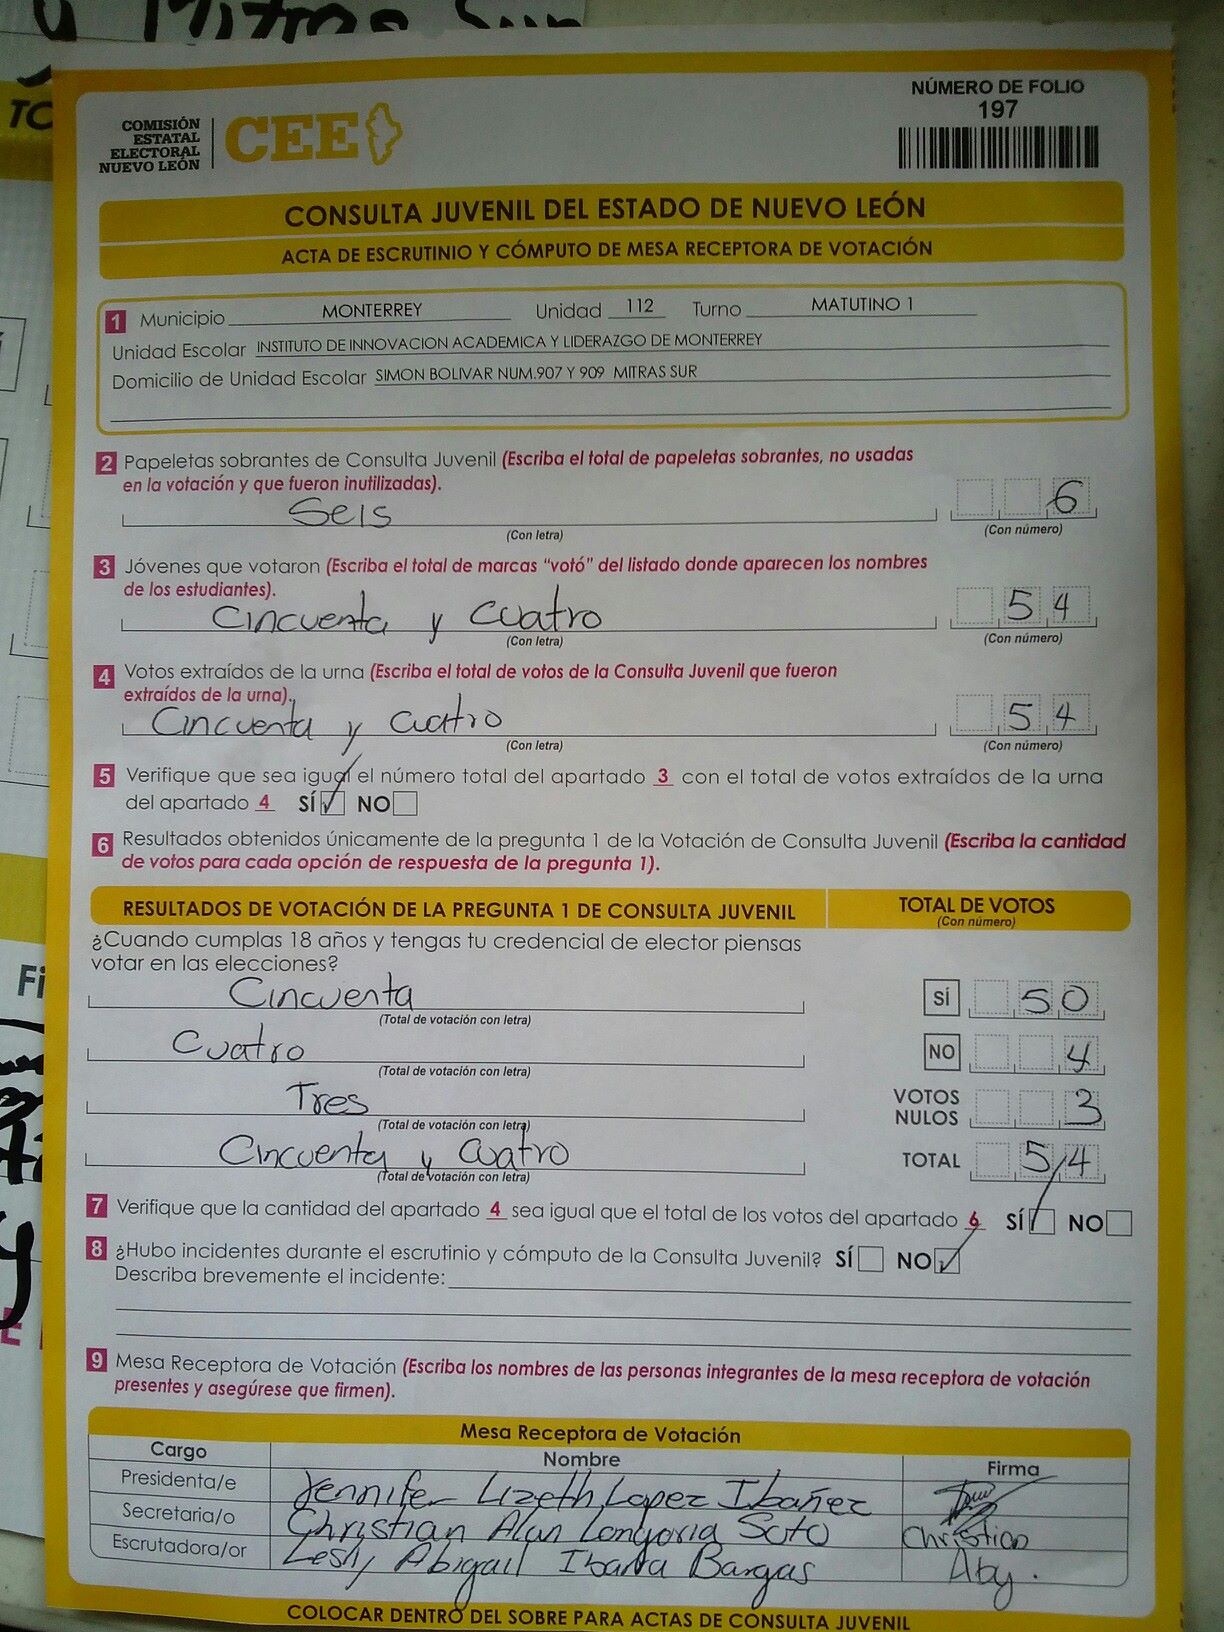 y Mitras Sur
TO
COMISIÓN
ESTATAL
ELECTORAL
NUEVO LEÓN
CEE
NÚMERO DE FOLIO
197
CONSULTA JUVENIL DEL ESTADO DE NUEVO LEÓN
ACTA DE ESCRUTINIO Y CÓMPUTO DE MESA RECEPTORA DE VOTACIÓN
1 Municipio MONTERREY Unidad 112 Turno MATUTINO 1
Unidad Escolar INSTITUTO DE INNOVACION ACADEMICA Y LIDERAZGO DE MONTERREY
Domicilio de Unidad Escolar SIMON BOLIVAR NUM.907 Y 909 MITRAS SUR
2 Papeletas sobrantes de Consulta Juvenil (Escriba el total de papeletas sobrantes, no usadas
en la votación y que fueron inutilizadas).
Seis 6
(Con letra) (Con número)
3 Jóvenes que votaron (Escriba el total de marcas "votó" del listado donde aparecen los nombres
de los estudiantes).
Cincuenta y Cuatro 54
(Con letra) (Con número)
4 Votos extraídos de la urna (Escriba el total de votos de la Consulta Juvenil que fueron
extraídos de la urna).
Cincuenta y cuatro 54
(Con letra) (Con número)
5 Verifique que sea igual el número total del apartado 3 con el total de votos extraídos de la urna
del apartado 4 SÍ NO
6 Resultados obtenidos únicamente de la pregunta 1 de la Votación de Consulta Juvenil (Escriba la cantidad
de votos para cada opción de respuesta de la pregunta 1).
RESULTADOS DE VOTACIÓN DE LA PREGUNTA 1 DE CONSULTA JUVENIL TOTAL DE VOTOS
(Con número)
¿Cuando cumplas 18 años y tengas tu credencial de elector piensas
votar en las elecciones?
Cincuenta SÍ 50
(Total de votación con letra)
Cuatro NO 4
(Total de votación con letra)
Tres VOTOS NULOS 3
(Total de votación con letra)
Cincuenta y Cuatro TOTAL 54
(Total de votación con letra)
7 Verifique que la cantidad del apartado 4 sea igual que el total de los votos del apartado 6 SÍ NO
8 ¿Hubo incidentes durante el escrutinio y cómputo de la Consulta Juvenil? SÍ NO
Describa brevemente el incidente:
9 Mesa Receptora de Votación (Escriba los nombres de las personas integrantes de la mesa receptora de votación
presentes y asegúrese que firmen).
Mesa Receptora de Votación
Cargo Nombre Firma
Presidenta/e Jennifer Lizeth Lopez Ibañez
Secretaria/o Christian Alan Longoria Soto Christian
Escrutadora/or Lesly Abigail Ibarra Bargas Aby.
COLOCAR DENTRO DEL SOBRE PARA ACTAS DE CONSULTA JUVENIL